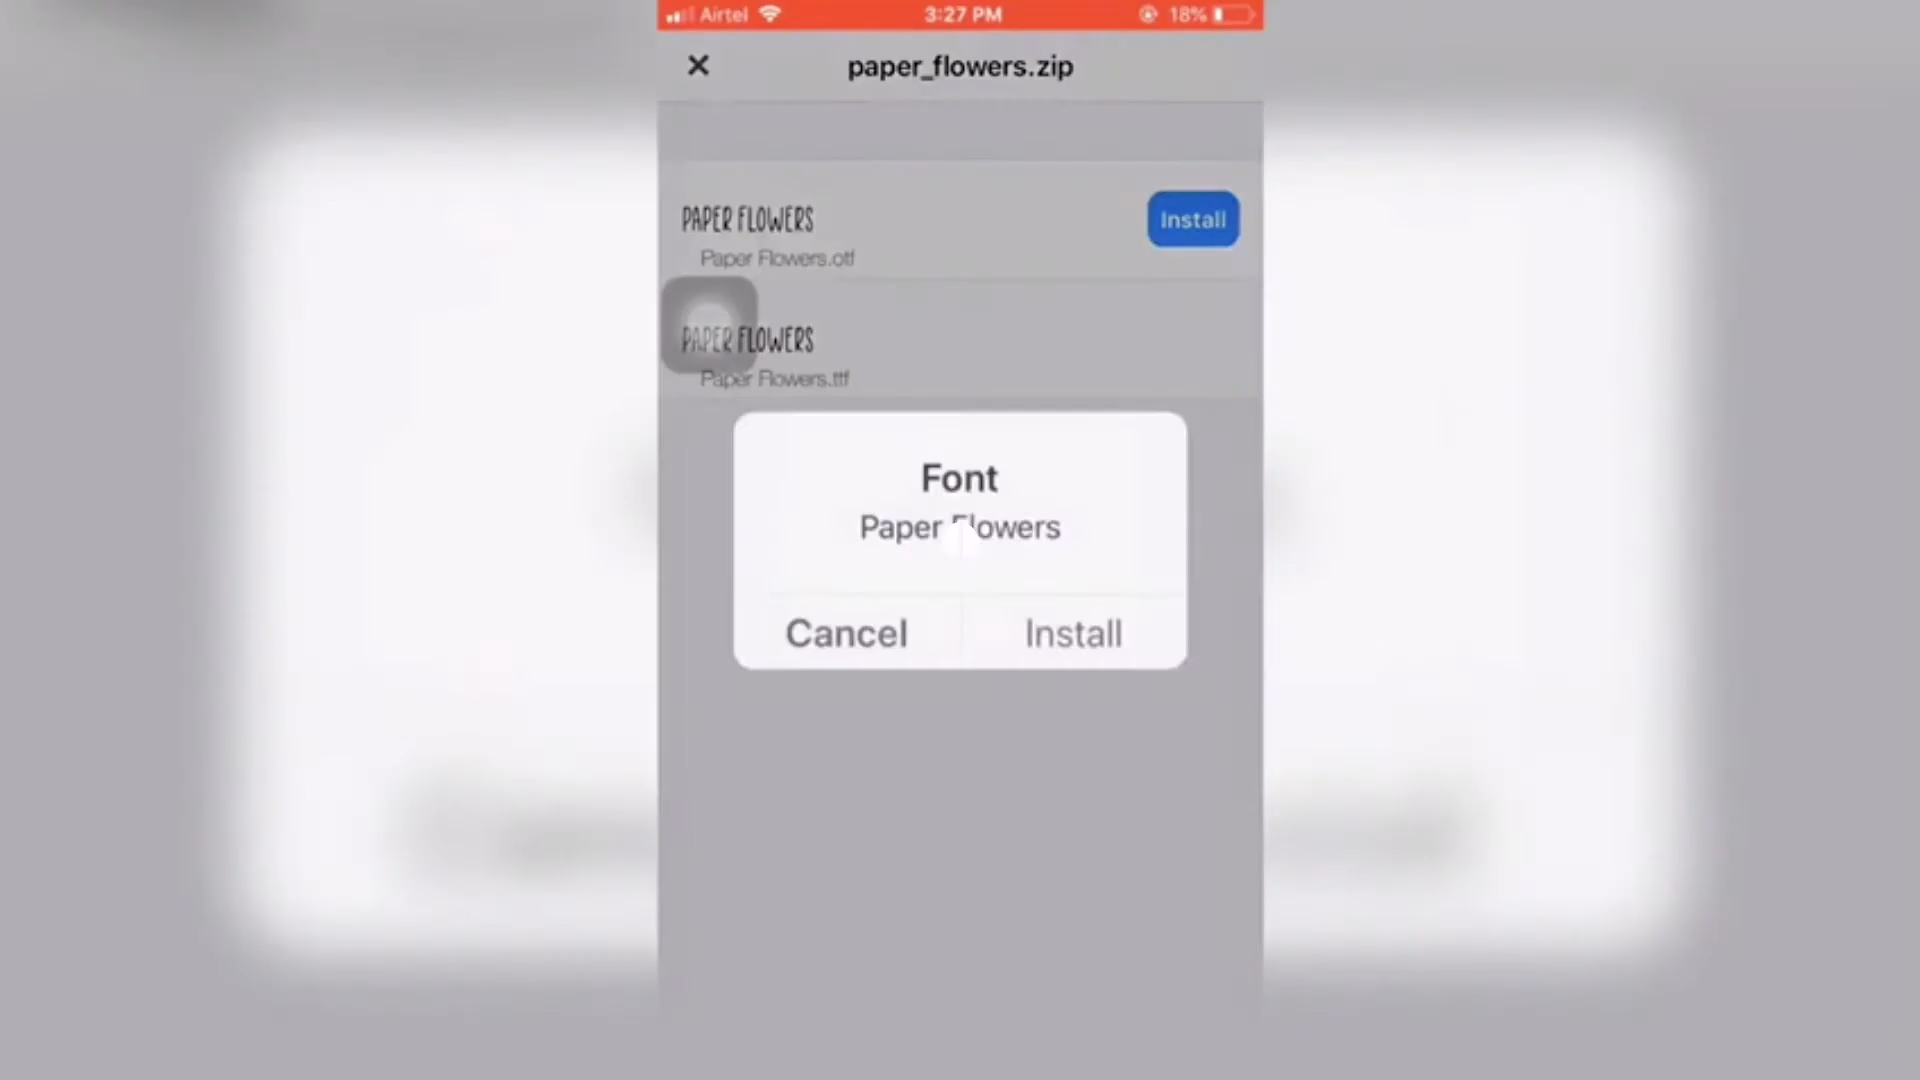 Airtel 3:27 PM 18%
paper_flowers.zip
PAPER FLOWERS
Install
Paper Flowers.otf
PAPER FLOWERS
Paper Flowers.ttf
Font
Paper Flowers
Cancel Install